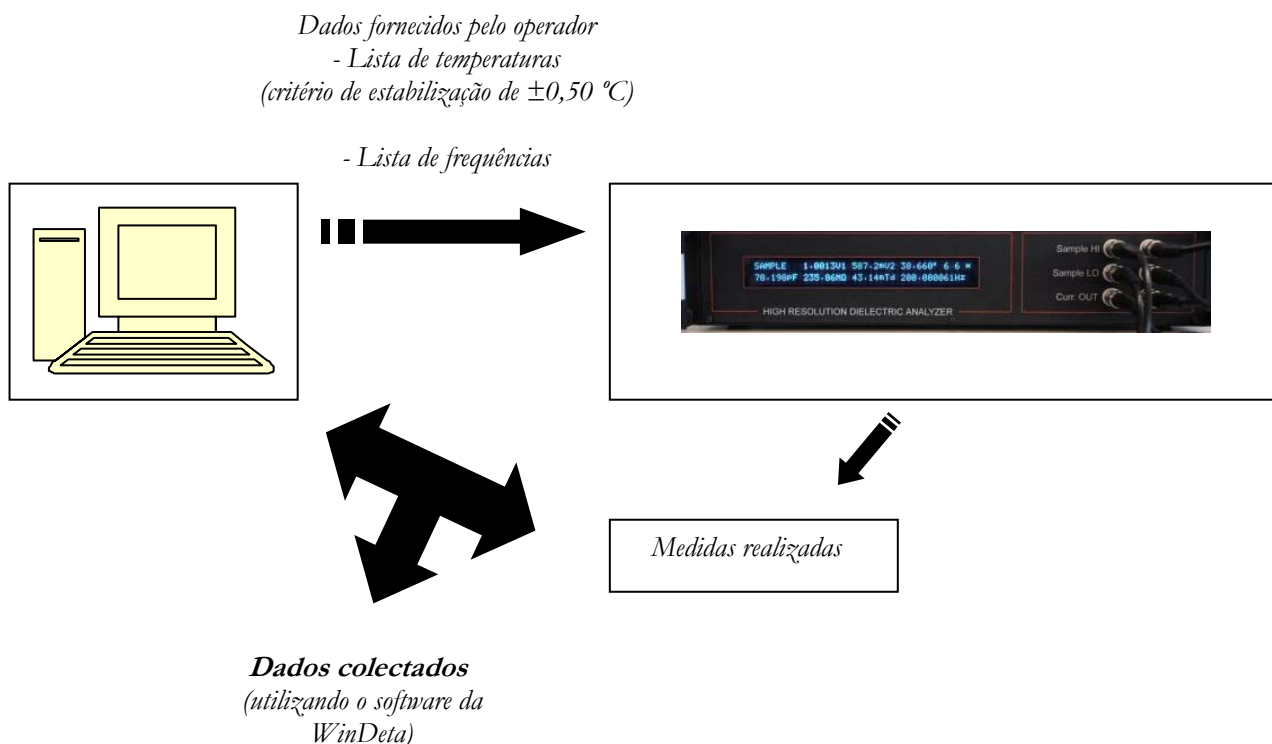 Dados fornecidos pelo operador
- Lista de temperaturas
(critério de estabilização de ±0,50 ºC)
- Lista de frequências
SAMPLE 1.0013V1 587.2mV2 30.660° 6 6 M
78.198pF 235.86MΩ 43.14mTd 200.000061Hz
HIGH RESOLUTION DIELECTRIC ANALYZER
Sample HI
Sample LO
Curr. OUT
Medidas realizadas
Dados colectados
(utilizando o software da
WinDeta)